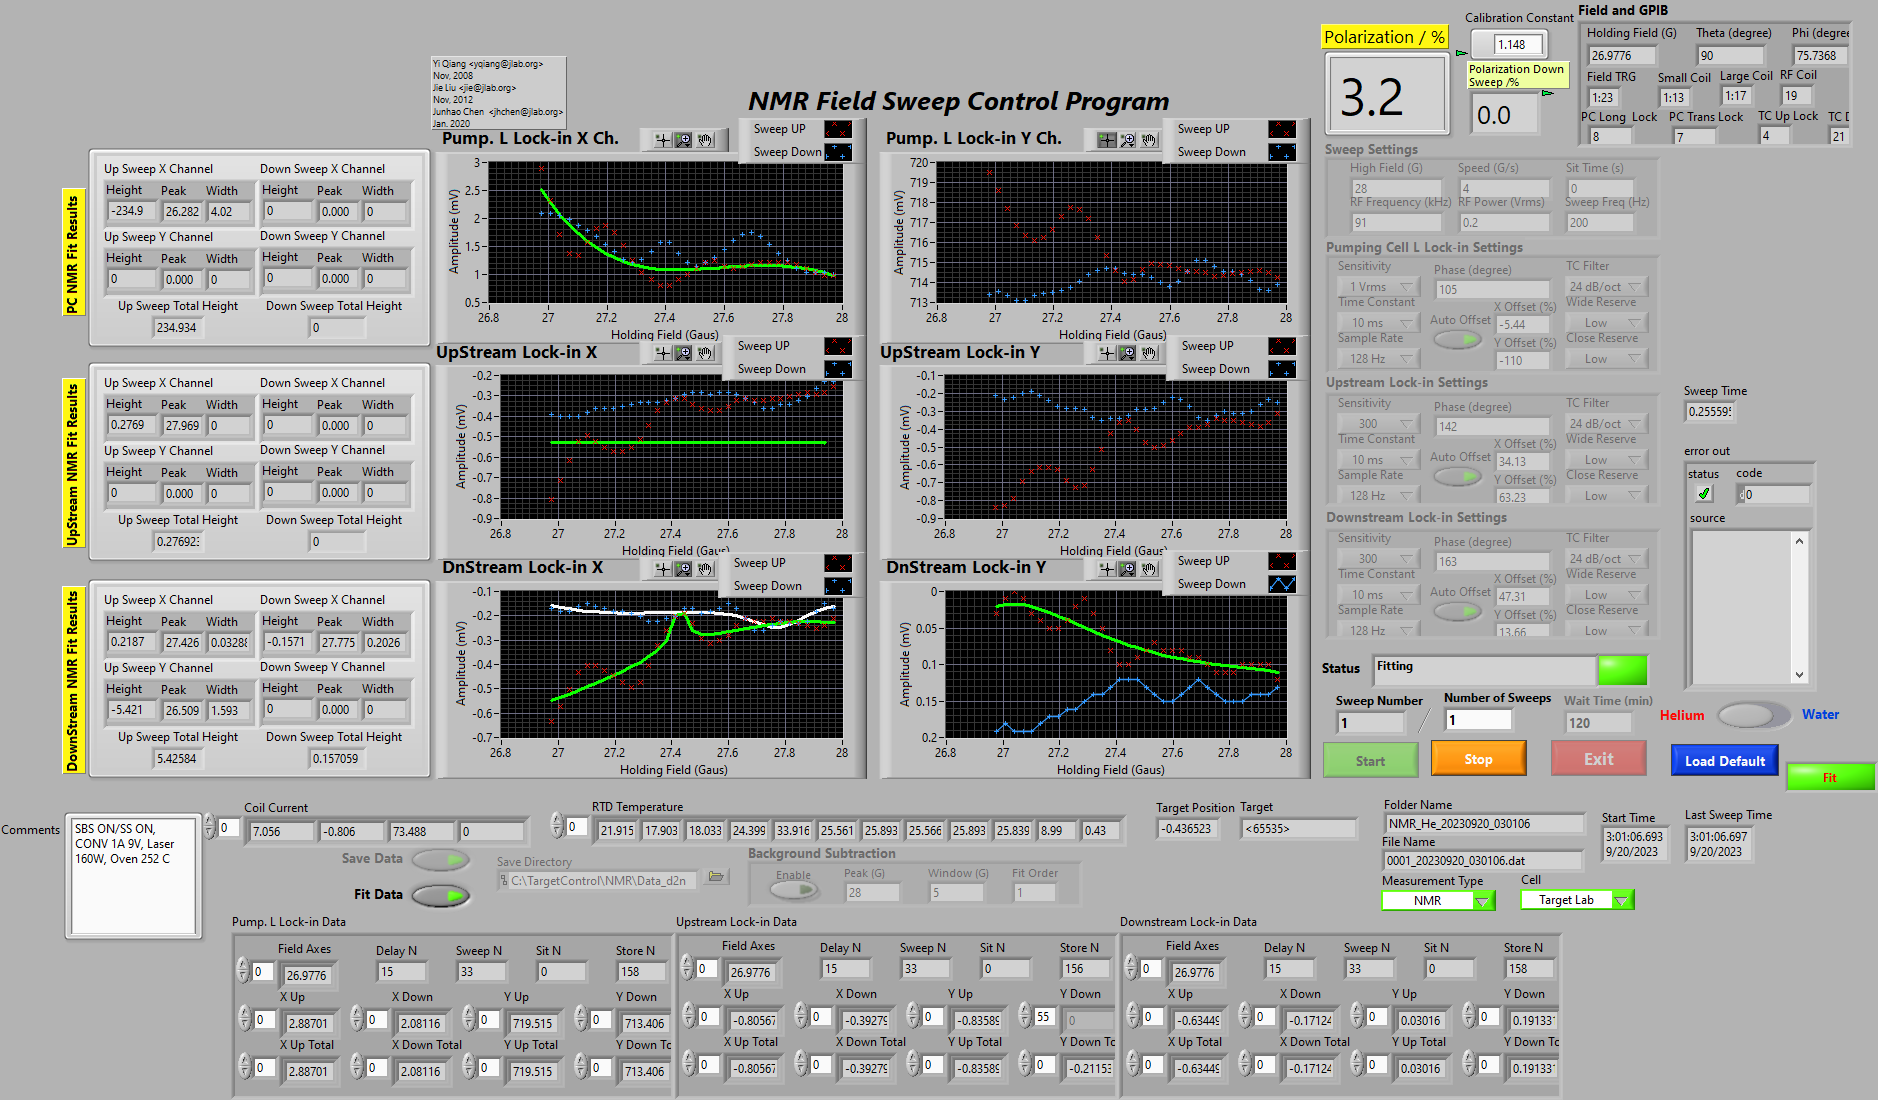 Yi Qiang <yqiang@jlab.org>
Nov, 2008
Jie Liu <jie@jlab.org>
Nov, 2012
Junhao Chen <jhchen@jlab.org>
Jan. 2020
NMR Field Sweep Control Program
Polarization / %
3.2
Calibration Constant
1.148
Polarization Down
Sweep /%
0.0
Field and GPIB
Holding Field (G) Theta (degree) Phi (degree
26.9776 90 75.7368
Field TRG Small Coil Large Coil RF Coil
1:23 1:13 1:17 19
PC Long Lock PC Trans Lock TC Up Lock TC D
8 7 4 21
PC NMR Fit Results
Up Sweep X Channel Down Sweep X Channel
Height Peak Width Height Peak Width
-234.9 26.282 4.02 0 0.000 0
Up Sweep Y Channel Down Sweep Y Channel
Height Peak Width Height Peak Width
0 0.000 0 0 0.000 0
Up Sweep Total Height Down Sweep Total Height
234.934 0
UpStream NMR Fit Results
Up Sweep X Channel Down Sweep X Channel
Height Peak Width Height Peak Width
0.2769 27.969 0 0 0.000 0
Up Sweep Y Channel Down Sweep Y Channel
Height Peak Width Height Peak Width
0 0.000 0 0 0.000 0
Up Sweep Total Height Down Sweep Total Height
0.27692 0
DownStream NMR Fit Results
Up Sweep X Channel Down Sweep X Channel
Height Peak Width Height Peak Width
0.2187 27.426 0.0328 -0.1571 27.775 0.2026
Up Sweep Y Channel Down Sweep Y Channel
Height Peak Width Height Peak Width
-5.421 26.509 1.593 0 0.000 0
Up Sweep Total Height Down Sweep Total Height
5.42584 0.157059
Pump. L Lock-in X Ch.
Sweep UP
Sweep Down
Amplitude (mV)
3
2.5
2
1.5
1
0.5
26.8 27 27.2 27.4 27.6 27.8 28
Holding Field (Gaus)
Pump. L Lock-in Y Ch.
Sweep UP
Sweep Down
Amplitude (mV)
720
719
718
717
716
715
714
713
26.8 27 27.2 27.4 27.6 27.8 28
Holding Field (Gaus)
UpStream Lock-in X
Sweep UP
Sweep Down
Amplitude (mV)
-0.2
-0.3
-0.4
-0.5
-0.6
-0.7
-0.8
-0.9
26.8 27 27.2 27.4 27.6 27.8 28
Holding Field (Gaus)
UpStream Lock-in Y
Sweep UP
Sweep Down
Amplitude (mV)
-0.1
-0.2
-0.3
-0.4
-0.5
-0.6
-0.7
-0.8
-0.9
26.8 27 27.2 27.4 27.6 27.8 28
Holding Field (Gaus)
DnStream Lock-in X
Sweep UP
Sweep Down
Amplitude (mV)
-0.1
-0.2
-0.3
-0.4
-0.5
-0.6
-0.7
26.8 27 27.2 27.4 27.6 27.8 28
Holding Field (Gaus)
DnStream Lock-in Y
Sweep UP
Sweep Down
Amplitude (mV)
0
0.05
0.1
0.15
0.2
26.8 27 27.2 27.4 27.6 27.8 28
Holding Field (Gaus)
Sweep Settings
High Field (G) Speed (G/s) Sit Time (s)
28 4 0
RF Frequency (kHz) RF Power (Vrms) Sweep Freq (Hz)
91 0.2 200
Pumping Cell L Lock-in Settings
Sensitivity Phase (degree) TC Filter
1 Vrms 105 24 dB/oct
Time Constant X Offset (%) Wide Reserve
10 ms Auto Offset -5.44 Low
Sample Rate Y Offset (%) Close Reserve
128 Hz -110 Low
Upstream Lock-in Settings
Sensitivity Phase (degree) TC Filter
300 142 24 dB/oct
Time Constant X Offset (%) Wide Reserve
10 ms Auto Offset 34.13 Low
Sample Rate Y Offset (%) Close Reserve
128 Hz 63.23 Low
Downstream Lock-in Settings
Sensitivity Phase (degree) TC Filter
300 163 24 dB/oct
Time Constant X Offset (%) Wide Reserve
10 ms Auto Offset 47.31 Low
Sample Rate Y Offset (%) Close Reserve
128 Hz 13.66 Low
Sweep Time
0.25559
error out
status code
0
source
Status Fitting
Sweep Number Number of Sweeps Wait Time (min)
1 / 1 120
Helium Water
Start Stop Exit Load Default
Fit
Comments
SBS ON/SS ON,
CONV 1A 9V, Laser
160W, Oven 252 C
Coil Current
0 7.056 -0.806 73.488 0
RTD Temperature
0 21.915 17.903 18.033 24.399 33.916 25.561 25.893 25.566 25.893 25.839 8.99 0.43
Target Position Target
-0.436523 <65535>
Folder Name
NMR_He_20230920_030106
File Name
0001_20230920_030106.dat
Start Time Last Sweep Time
3:01:06.693 3:01:06.697
9/20/2023 9/20/2023
Measurement Type Cell
NMR Target Lab
Save Data
Fit Data
Save Directory
C:\TargetControl\NMR\Data_d2n
Background Subtraction
Enable Peak (G) Window (G) Fit Order
28 5 1
Pump. L Lock-in Data
Field Axes Delay N Sweep N Sit N Store N
0 26.9776 15 33 0 158
X Up X Down Y Up Y Down
0 2.88701 0 2.08116 0 719.515 0 713.406
X Up Total X Down Total Y Up Total Y Down To
0 2.88701 0 2.08116 0 719.515 0 713.406
Upstream Lock-in Data
Field Axes Delay N Sweep N Sit N Store N
0 26.9776 15 33 0 156
X Up X Down Y Up Y Down
0 -0.80567 0 -0.39279 0 -0.83589 55 0
X Up Total X Down Total Y Up Total Y Down To
0 -0.80567 0 -0.39279 0 -0.83589 0 -0.21153
Downstream Lock-in Data
Field Axes Delay N Sweep N Sit N Store N
0 26.9776 15 33 0 158
X Up X Down Y Up Y Down
0 -0.63449 0 -0.17124 0 0.03016 0 0.19133
X Up Total X Down Total Y Up Total Y Down To
0 -0.63449 0 -0.17124 0 0.03016 0 0.19133